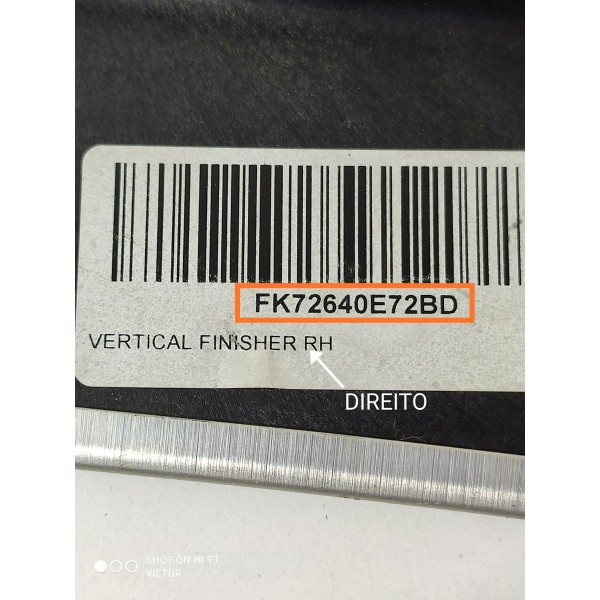 FK72640E72BD
VERTICAL FINISHER RH
DIREITO
SHOT ON MI 9T
VICTOR